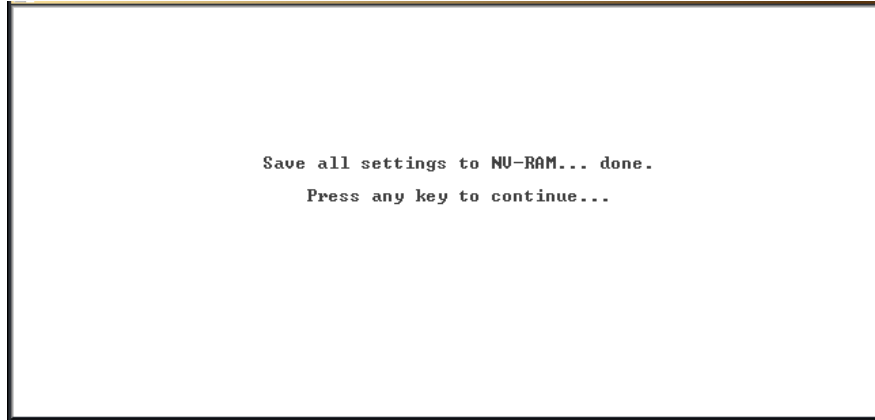 Save all settings to NV-RAM... done.
Press any key to continue...